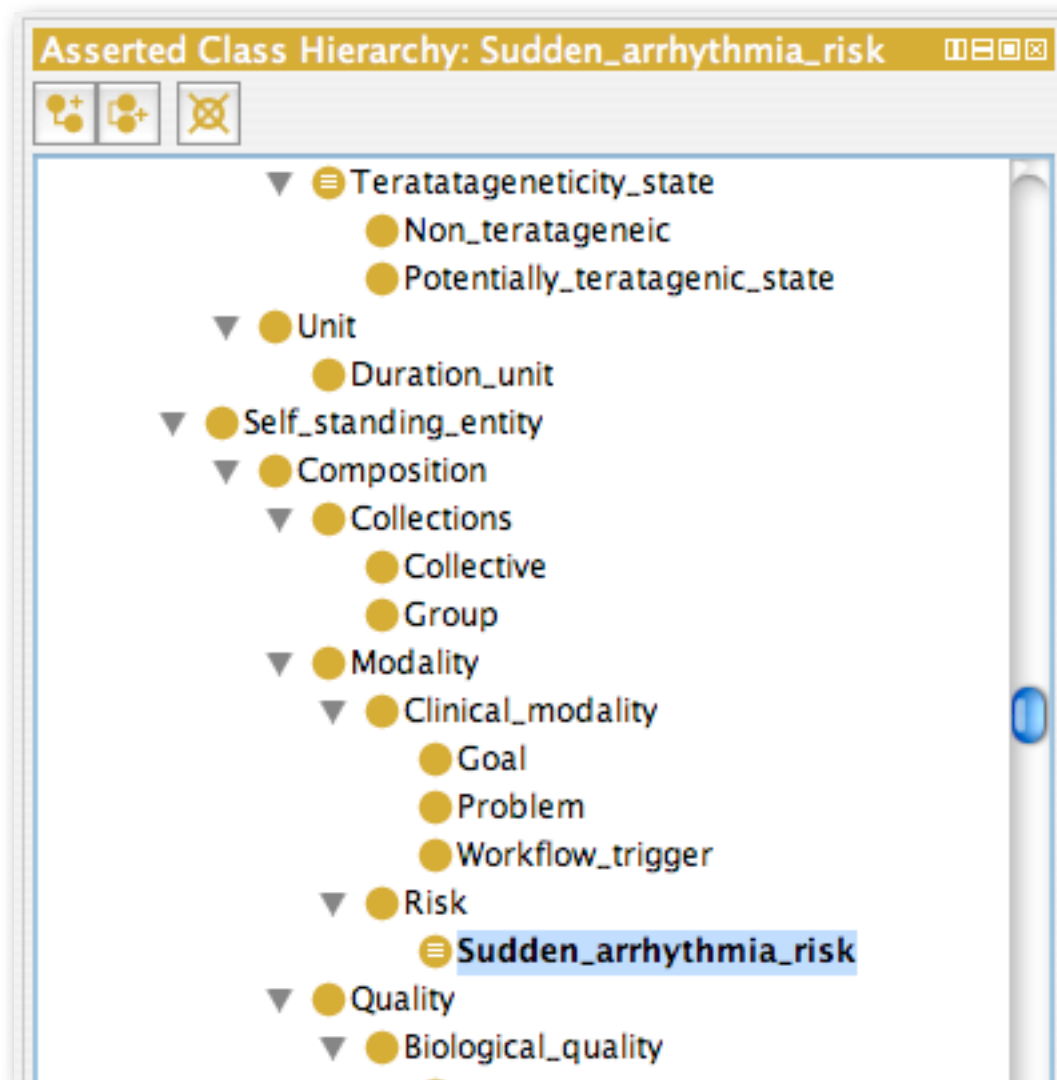 Asserted Class Hierarchy: Sudden_arrhythmia_risk
Teratatageneticity_state
Non_teratageneic
Potentially_teratagenic_state
Unit
Duration_unit
Self_standing_entity
Composition
Collections
Collective
Group
Modality
Clinical_modality
Goal
Problem
Workflow_trigger
Risk
Sudden_arrhythmia_risk
Quality
Biological_quality